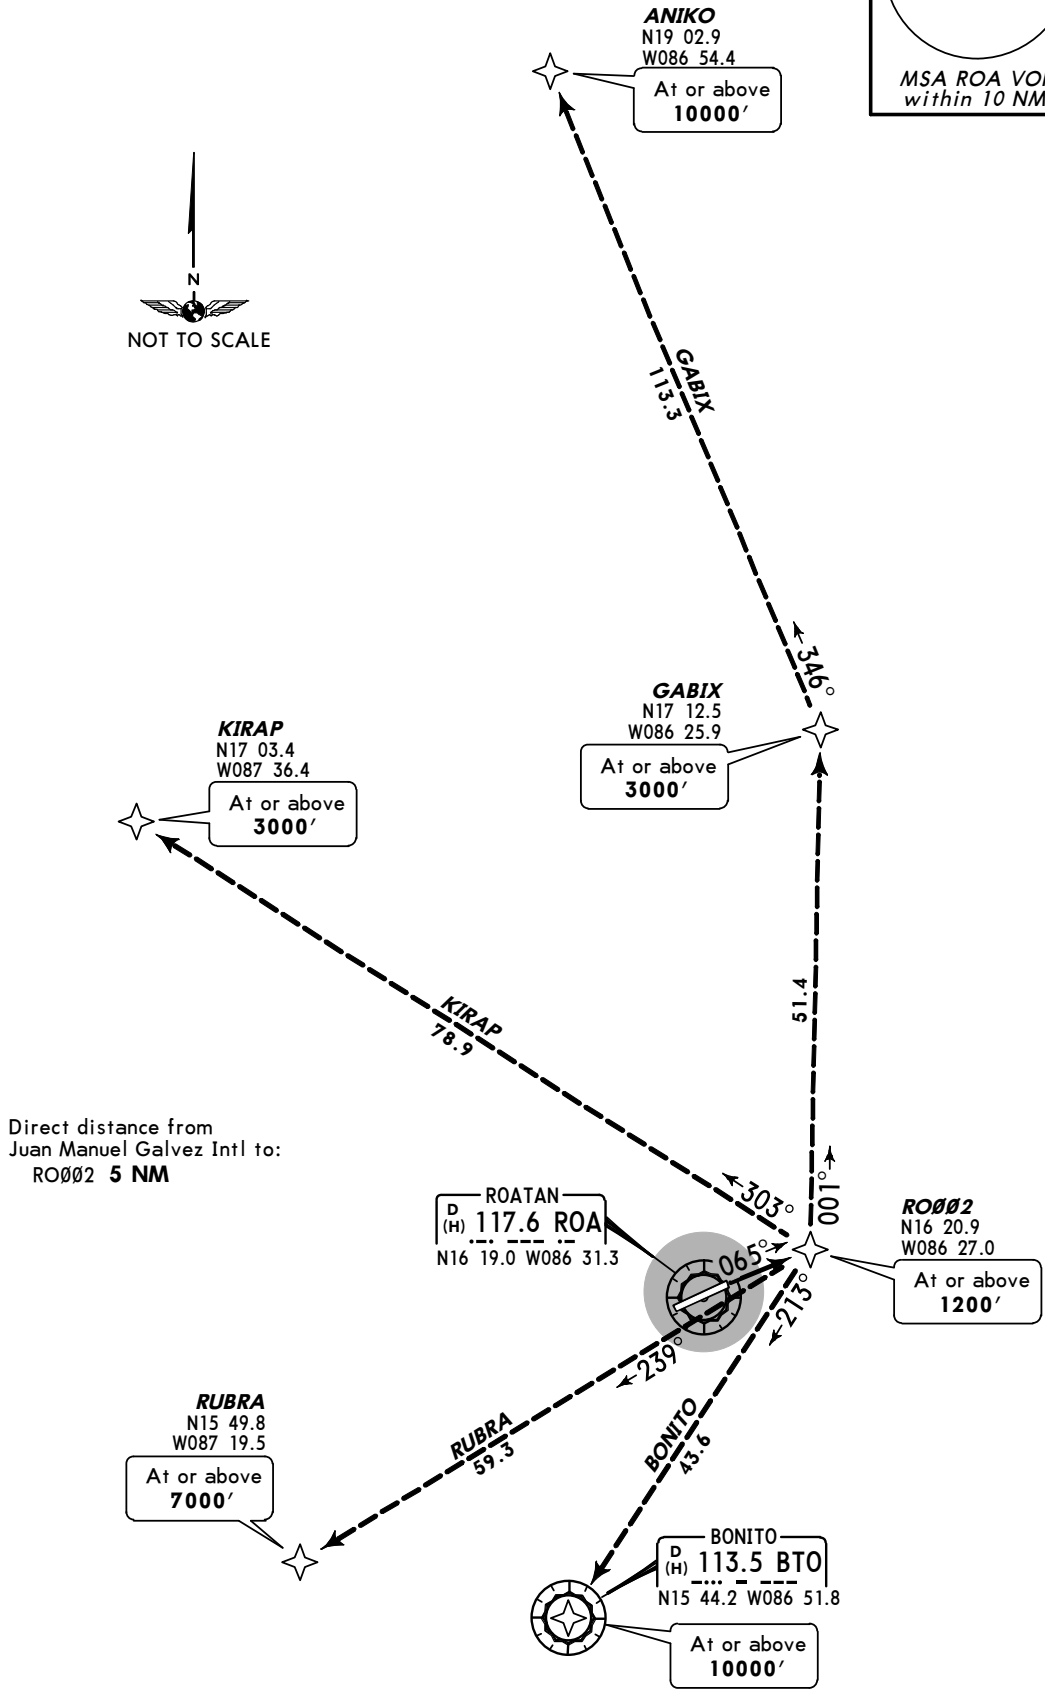 ANIKO
N19 02.9
W086 54.4
At or above
10000′
MSA ROA VO
within 10 NM
N
NOT TO SCALE
GABIX
113.3
346°
GABIX
N17 12.5
W086 25.9
At or above
3000′
KIRAP
N17 03.4
W087 36.4
At or above
3000′
51.4
KIRAP
78.9
Direct distance from
Juan Manuel Galvez Intl to:
ROØØ2 5 NM
303°
001°
ROATAN
D
(H) 117.6 ROA
N16 19.0 W086 31.3
065°
ROØØ2
N16 20.9
W086 27.0
At or above
1200′
213°
239°
RUBRA
N15 49.8
W087 19.5
At or above
7000′
RUBRA
59.3
BONITO
43.6
BONITO
D
(H) 113.5 BTO
N15 44.2 W086 51.8
At or above
10000′